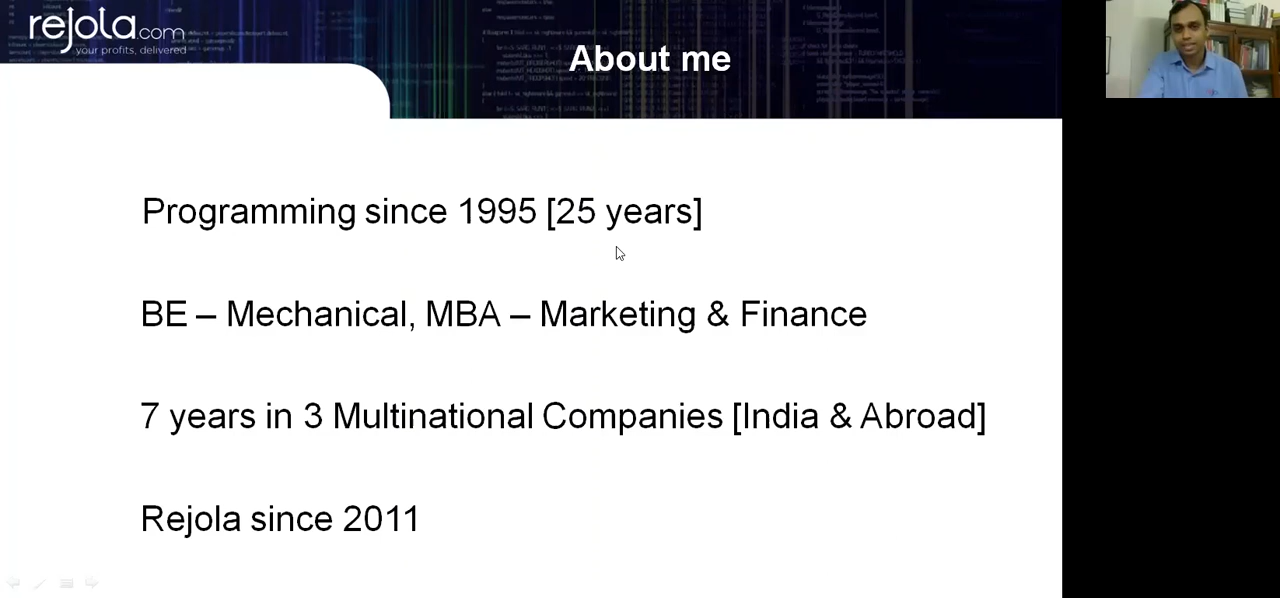 rejola.com
your profits, delivered
About me
Programming since 1995 [25 years]
BE – Mechanical, MBA – Marketing & Finance
7 years in 3 Multinational Companies [India & Abroad]
Rejola since 2011